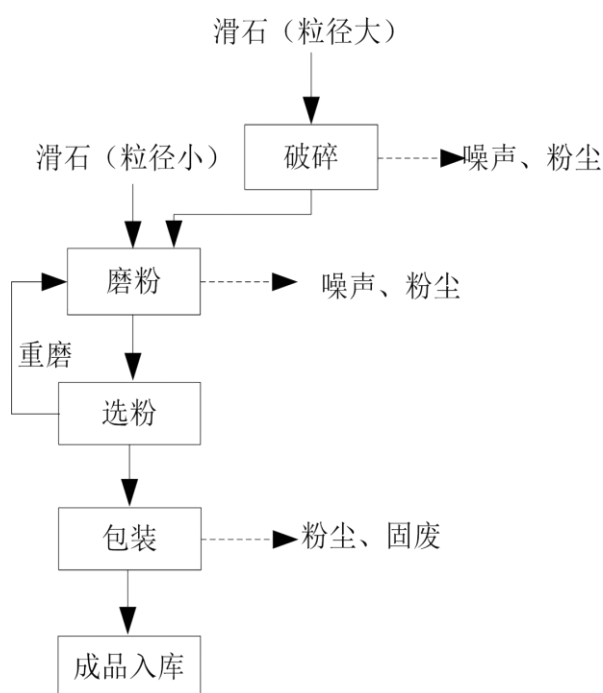 滑石（粒径大）
破碎
噪声、粉尘
滑石（粒径小）
磨粉
噪声、粉尘
重磨
选粉
包装
粉尘、固废
成品入库